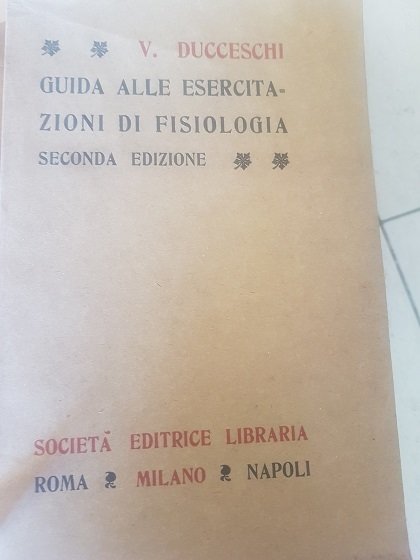 V. DUCCESCHI
GUIDA ALLE ESERCITA-
ZIONI DI FISIOLOGIA
SECONDA EDIZIONE
SOCIETÀ EDITRICE LIBRARIA
ROMA MILANO NAPOLI